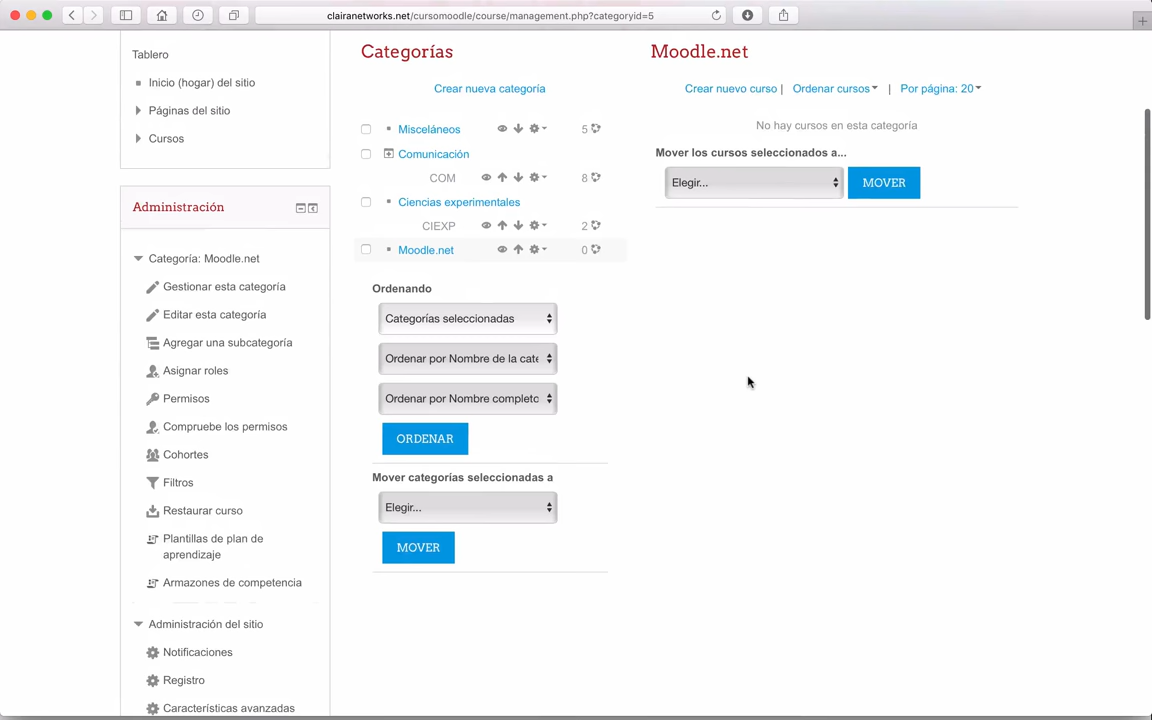 clairanetworks.net/cursomoodle/course/management.php?categoryid=5
Tablero
Inicio (hogar) del sitio
Páginas del sitio
Cursos
Administración
Categoría: Moodle.net
Gestionar esta categoría
Editar esta categoría
Agregar una subcategoría
Asignar roles
Permisos
Compruebe los permisos
Cohortes
Filtros
Restaurar curso
Plantillas de plan de
aprendizaje
Armazones de competencia
Administración del sitio
Notificaciones
Registro
Características avanzadas
Categorías
Crear nueva categoría
Misceláneos 5
Comunicación
COM 8
Ciencias experimentales
CIEXP 2
Moodle.net 0
Ordenando
Categorías seleccionadas
Ordenar por Nombre de la cate
Ordenar por Nombre completo
ORDENAR
Mover categorías seleccionadas a
Elegir...
MOVER
Moodle.net
Crear nuevo curso | Ordenar cursos | Por página: 20
No hay cursos en esta categoría
Mover los cursos seleccionados a...
Elegir... MOVER